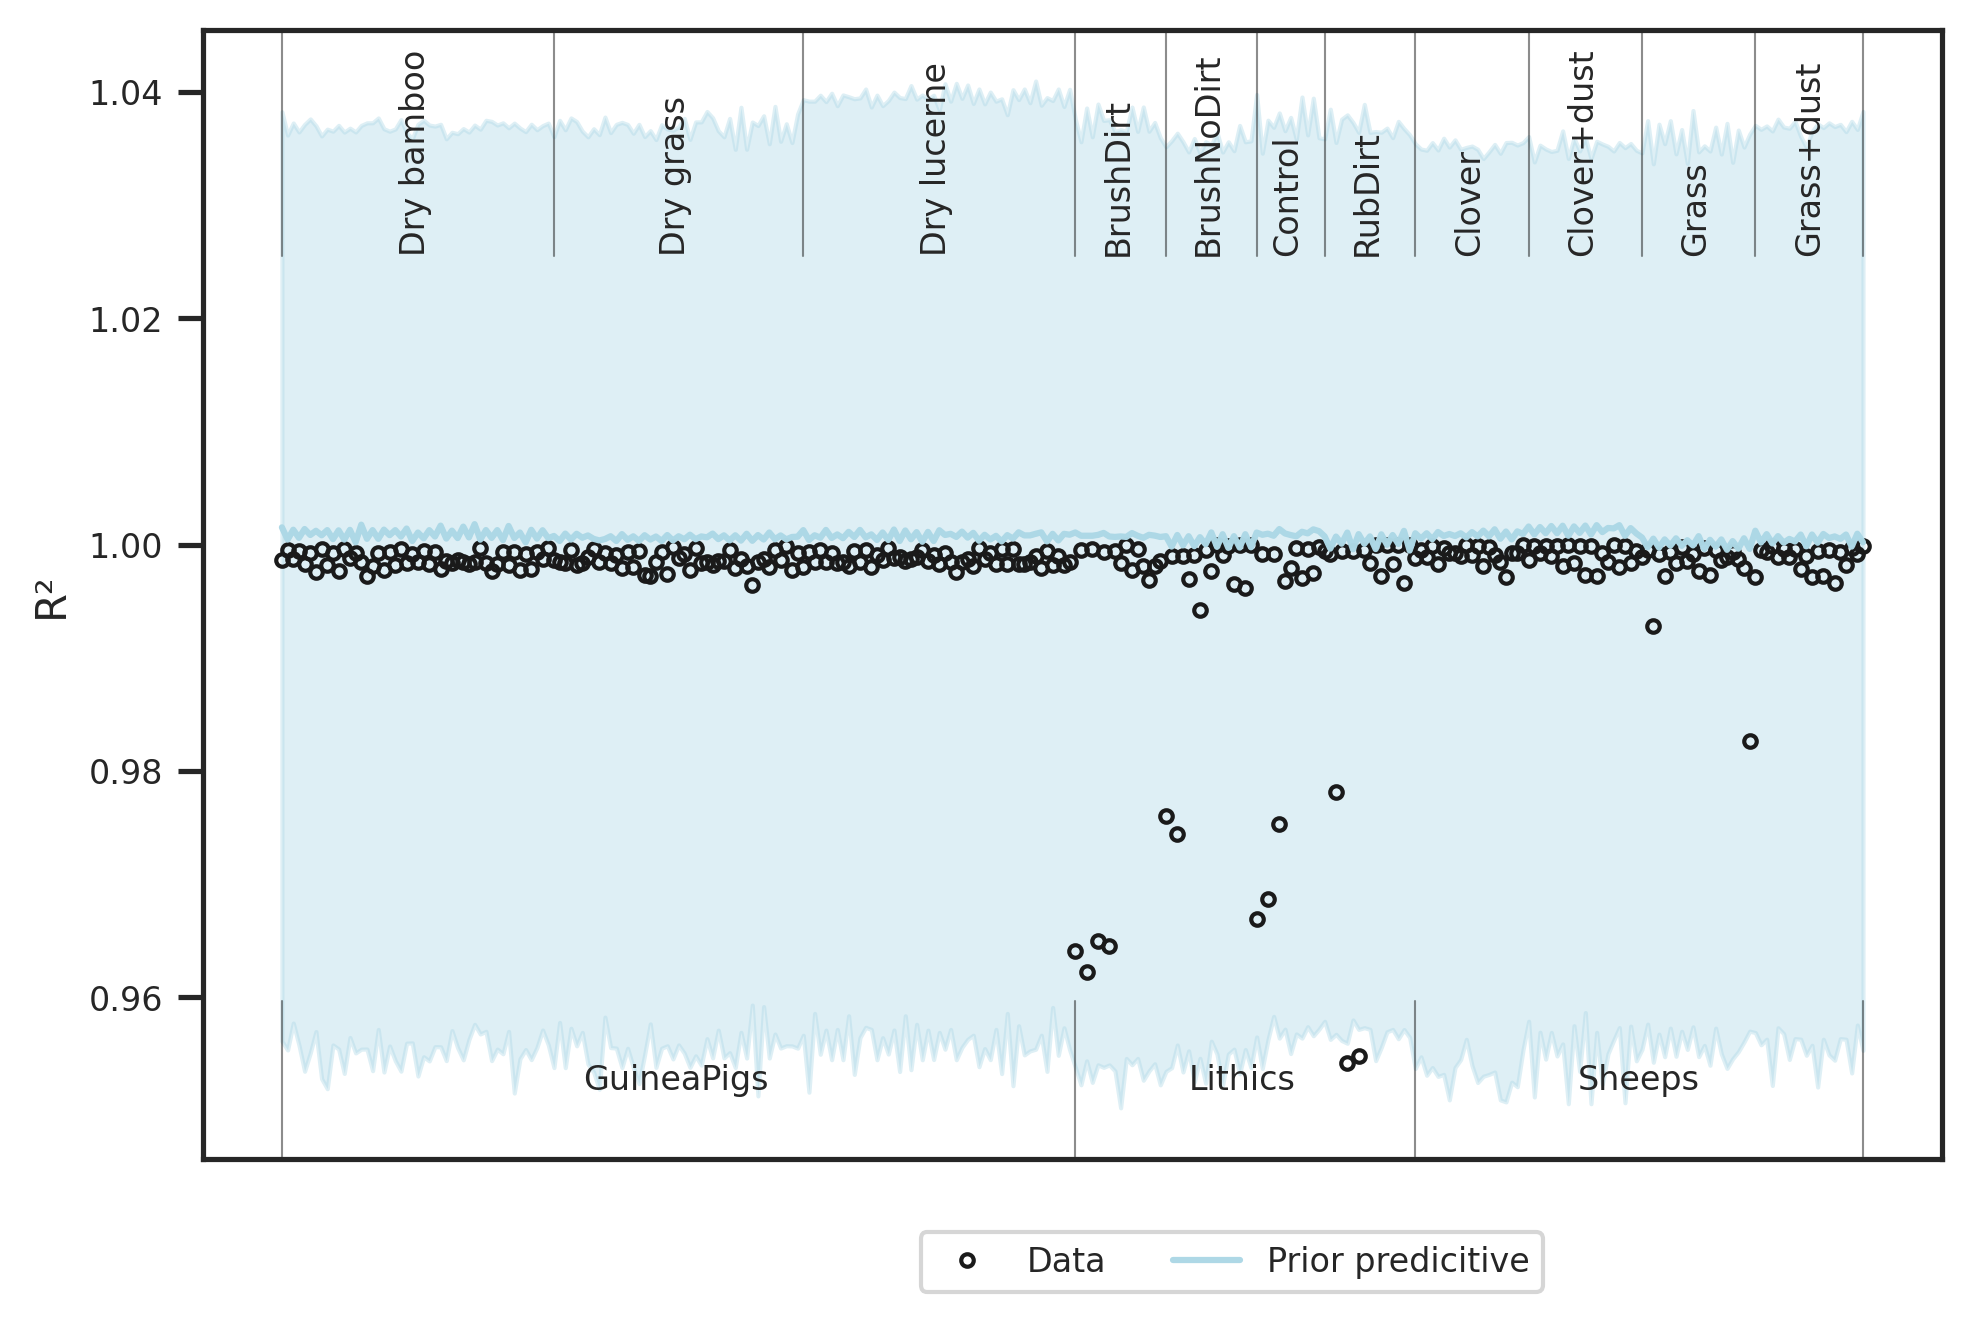 1.04
1.02
1.00
0.98
0.96
R²
Dry bamboo
Dry grass
Dry lucerne
BrushDirt
BrushNoDirt
Control
RubDirt
Clover
Clover+dust
Grass
Grass+dust
GuineaPigs
Lithics
Sheeps
Data
Prior predicitive